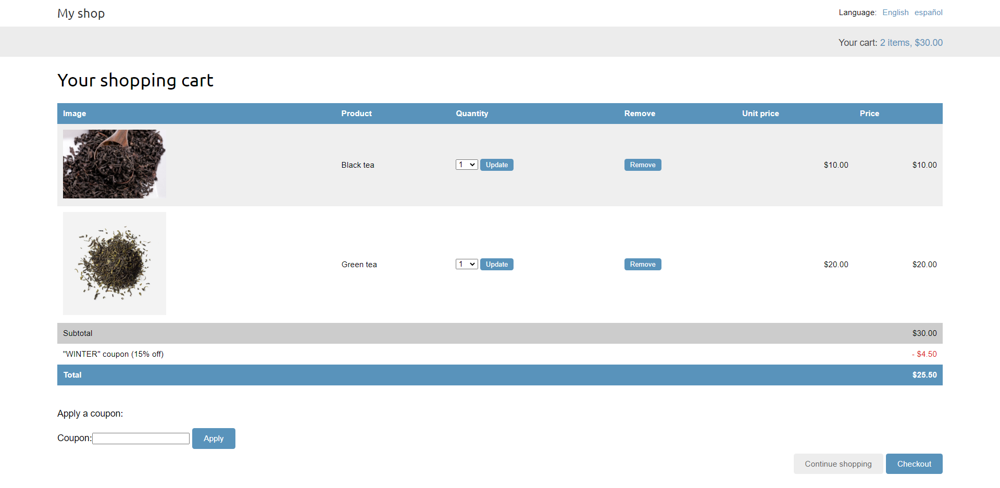 My shop
Language: English español
Your cart: 2 items, $30.00
Your shopping cart
Image Product Quantity Remove Unit price Price
Black tea 1 Update Remove $10.00 $10.00
Green tea 1 Update Remove $20.00 $20.00
Subtotal $30.00
"WINTER" coupon (15% off) - $4.50
Total $25.50
Apply a coupon:
Coupon: Apply
Continue shopping Checkout